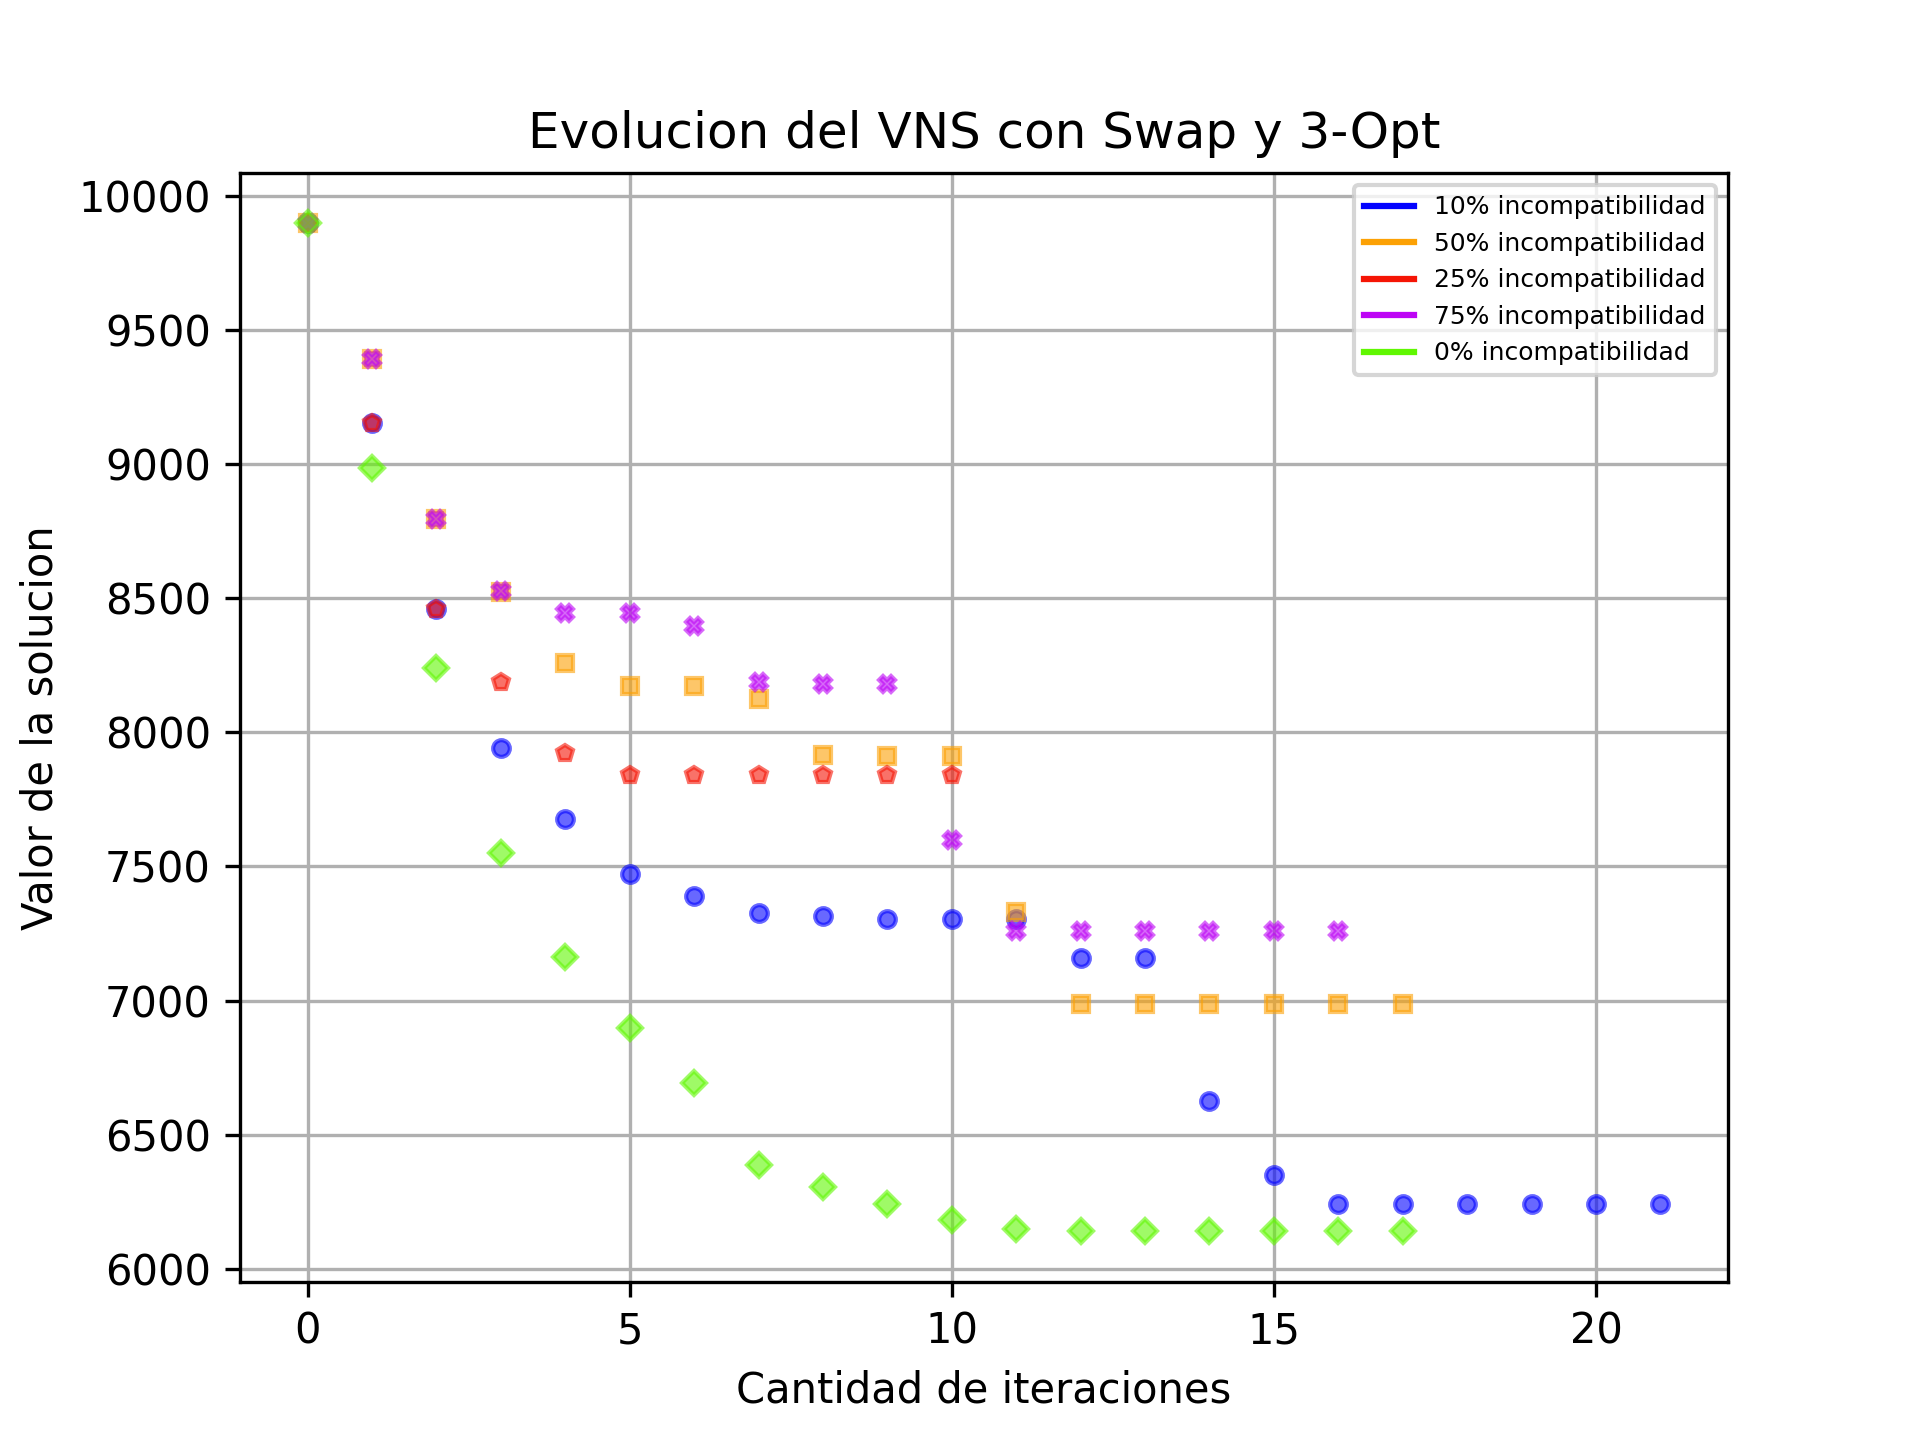 Evolucion del VNS con Swap y 3-Opt
10000
9500
9000
8500
8000
7500
7000
6500
6000
Valor de la solucion
10% incompatibilidad
50% incompatibilidad
25% incompatibilidad
75% incompatibilidad
0% incompatibilidad
0 5 10 15 20
Cantidad de iteraciones